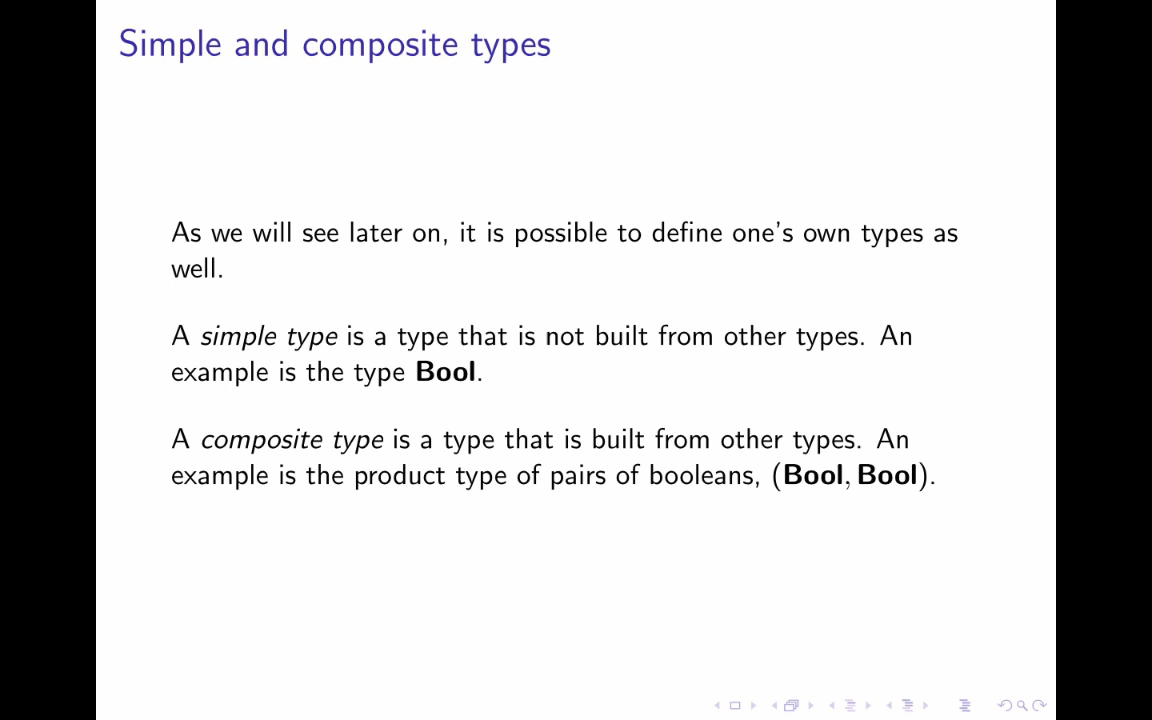 Simple and composite types
As we will see later on, it is possible to define one's own types as
well.
A simple type is a type that is not built from other types. An
example is the type Bool.
A composite type is a type that is built from other types. An
example is the product type of pairs of booleans, (Bool, Bool).